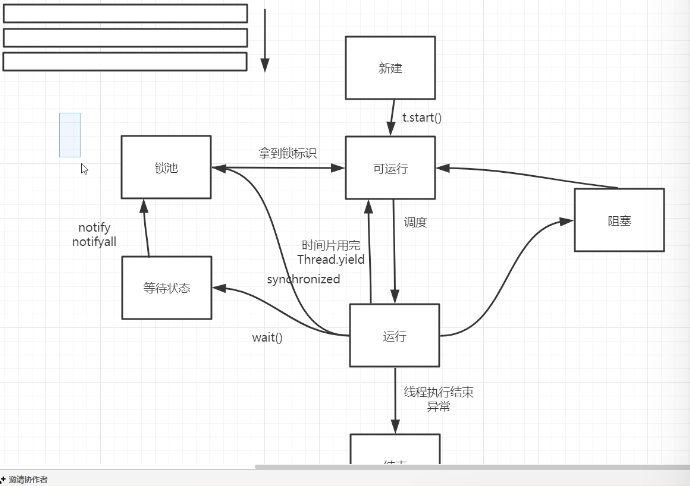 新建
t.start()
拿到锁标识
锁池
可运行
阻塞
调度
notify
notifyall
时间片用完
Thread.yield
synchronized
等待状态
wait()
运行
线程执行结束
异常
结束
邀请协作者